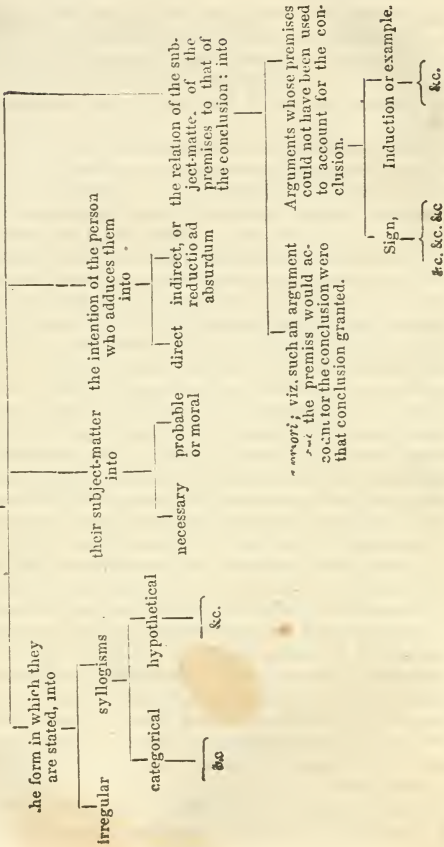 he form in which they
are stated, into
irregular
syllogisms
categorical
hypothetical
&c
&c.
their subject-matter
into
necessary
probable
or moral
the intention of the person
who adduces them
into
direct
indirect, or
reductio ad
absurdum
the relation of the sub-
ject-matte. of the
premises to that of
the conclusion : into
viz. such an argument
the premiss would ac-
for the conclusion were
that conclusion granted.
Arguments whose premises
could not have been used
to account for the con-
clusion.
Sign,
Induction or example.
&c. &c. &c
&c.